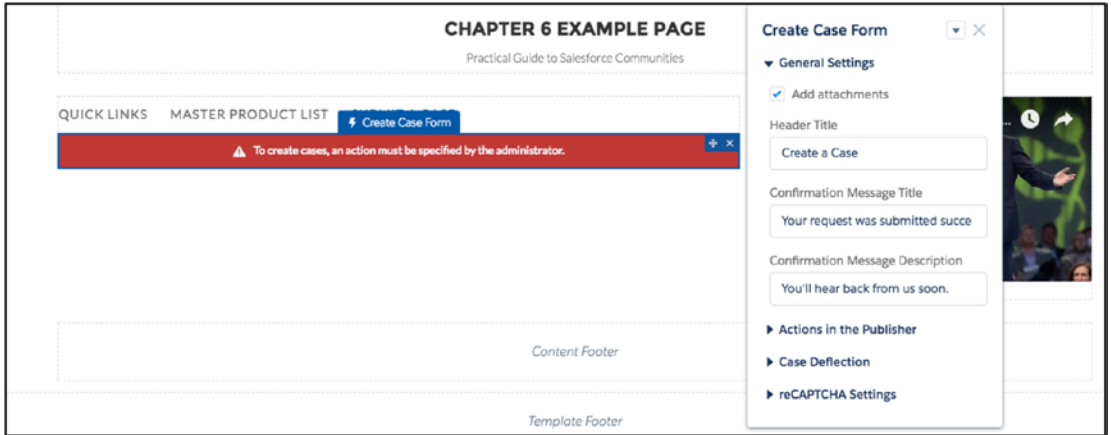 CHAPTER 6 EXAMPLE PAGE
Practical Guide to Salesforce Communities
QUICK LINKS MASTER PRODUCT LIST
Create Case Form
To create cases, an action must be specified by the administrator.
Content Footer
Template Footer
Create Case Form
General Settings
Add attachments
Header Title
Create a Case
Confirmation Message Title
Your request was submitted succe
Confirmation Message Description
You'll hear back from us soon.
Actions in the Publisher
Case Deflection
reCAPTCHA Settings